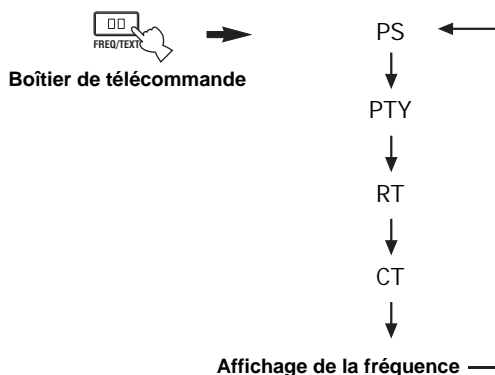 FREQ/TEXT
Boîtier de télécommande
PS
PTY
RT
CT
Affichage de la fréquence